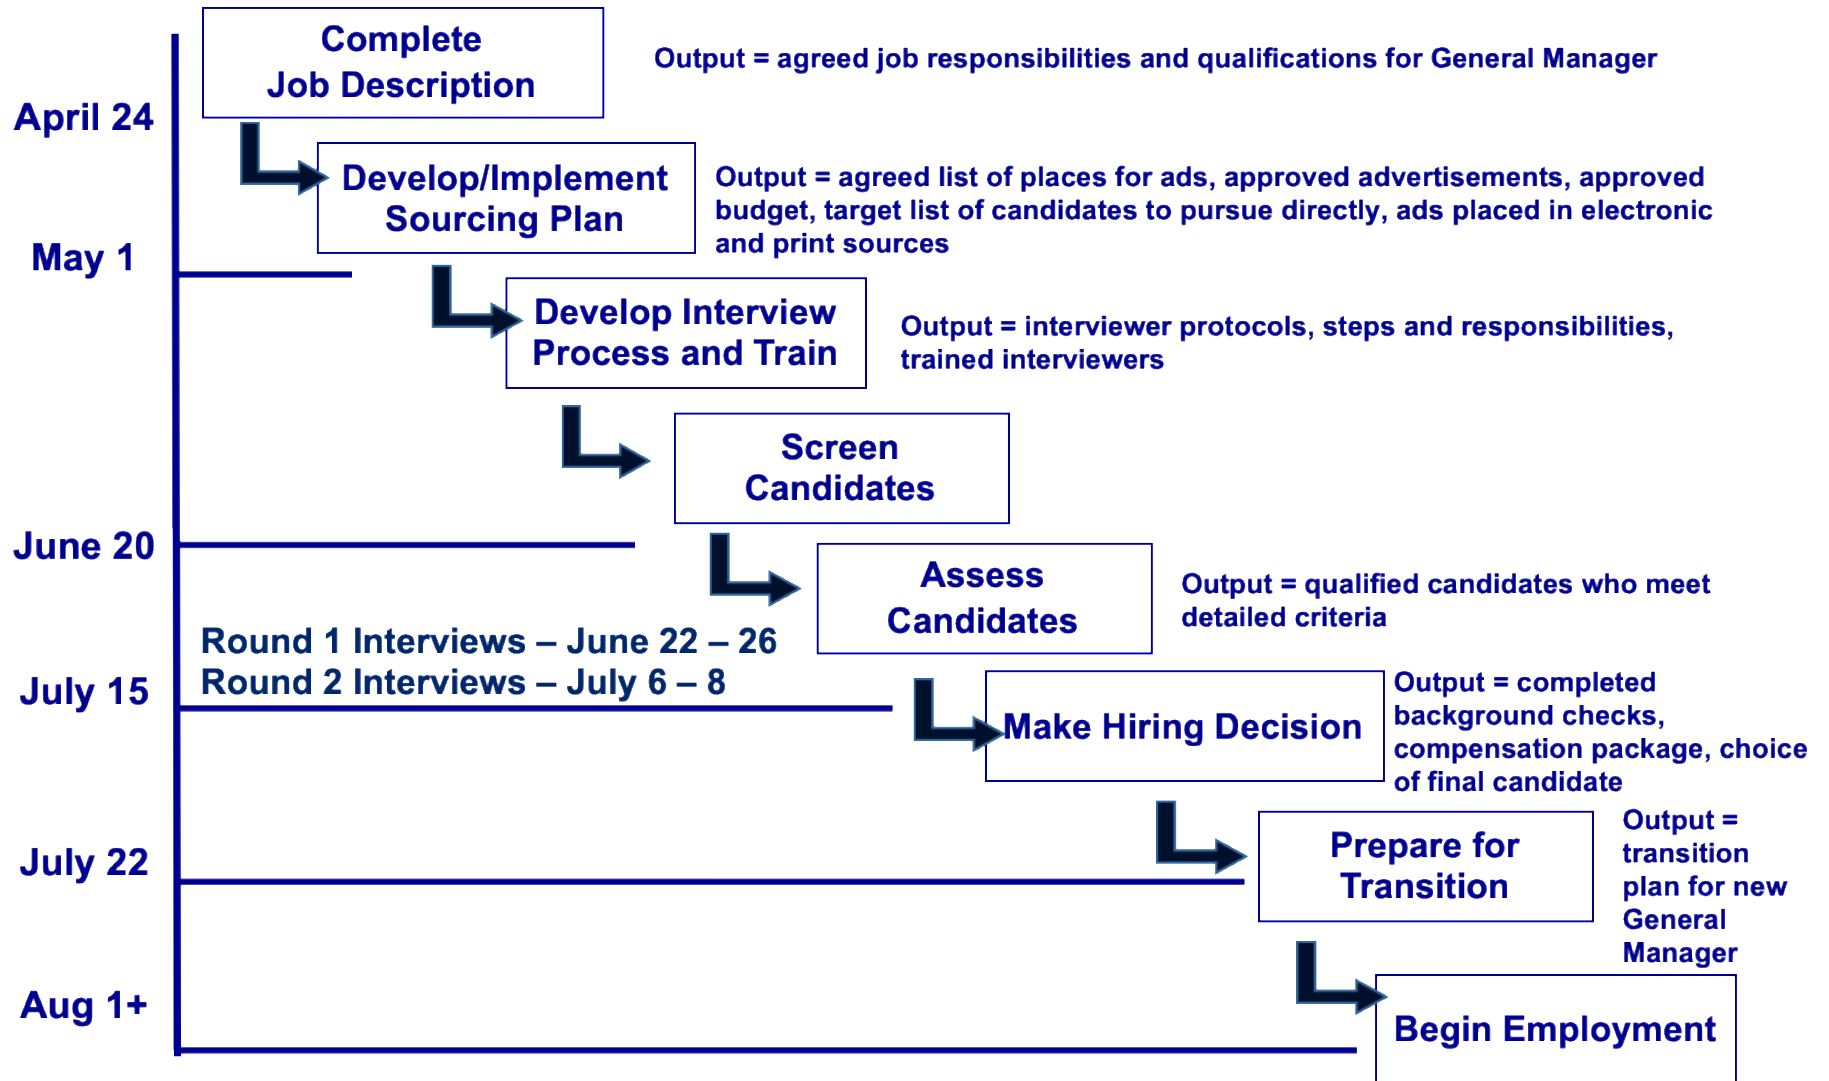 Complete
Job Description
Output = agreed job responsibilities and qualifications for General Manager
April 24
Develop/Implement
Sourcing Plan
Output = agreed list of places for ads, approved advertisements, approved
budget, target list of candidates to pursue directly, ads placed in electronic
and print sources
May 1
Develop Interview
Process and Train
Output = interviewer protocols, steps and responsibilities,
trained interviewers
Screen
Candidates
June 20
Assess
Candidates
Output = qualified candidates who meet
detailed criteria
Round 1 Interviews – June 22 – 26
Round 2 Interviews – July 6 – 8
July 15
Make Hiring Decision
Output = completed
background checks,
compensation package, choice
of final candidate
July 22
Prepare for
Transition
Output =
transition
plan for new
General
Manager
Aug 1+
Begin Employment